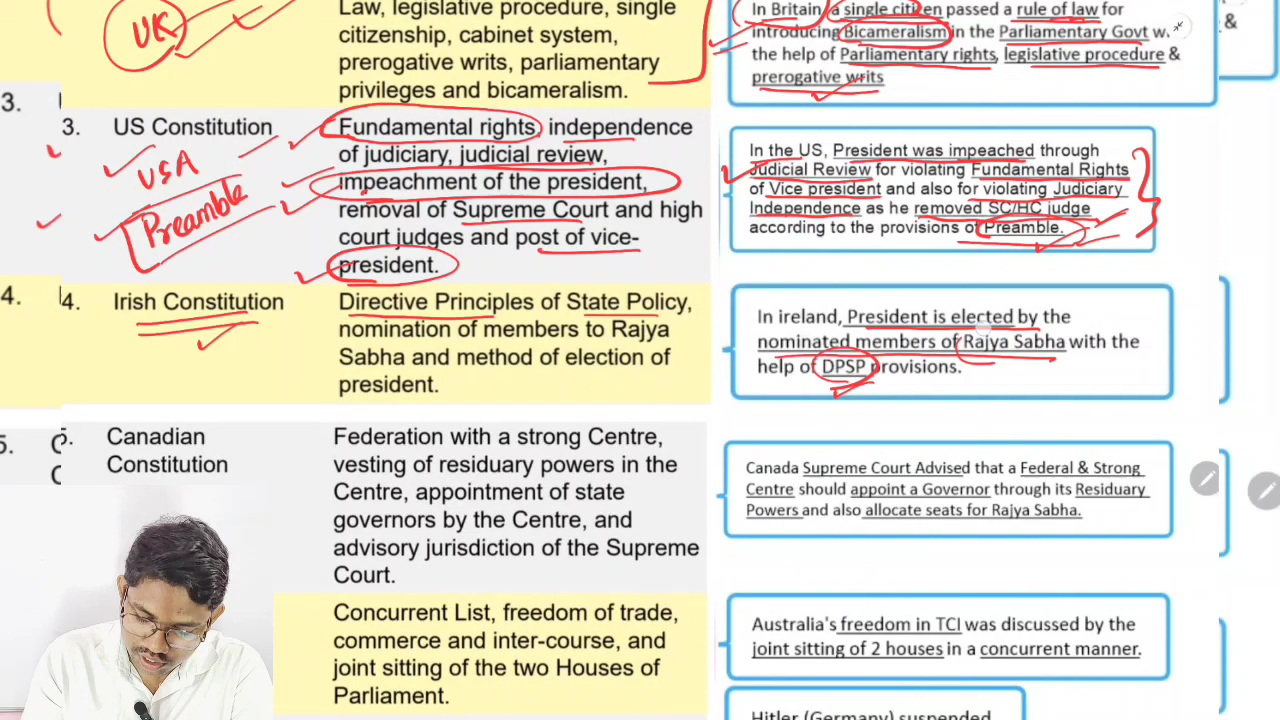 Law, legislative procedure, single
citizenship, cabinet system,
prerogative writs, parliamentary
privileges and bicameralism.
UK
In Britain, a single citizen passed a rule of law for
introducing Bicameralism in the Parliamentary Govt
the help of Parliamentary rights, legislative procedure &
prerogative writs
&
3.
3. US Constitution
USA
Preamble
Fundamental rights, independence
of judiciary, judicial review,
impeachment of the president,
removal of Supreme Court and high
court judges and post of vice-
president.
In the US, President was impeached through
Judicial Review for violating Fundamental Rights
of Vice president and also for violating Judiciary
Independence as he removed SC/HC judge
according to the provisions of Preamble.
4.
4. Irish Constitution
Directive Principles of State Policy,
nomination of members to Rajya
Sabha and method of election of
president.
In ireland, President is elected by the
nominated members of Rajya Sabha with the
help of DPSP provisions.
5.
5. Canadian
Constitution
Federation with a strong Centre,
vesting of residuary powers in the
Centre, appointment of state
governors by the Centre, and
advisory jurisdiction of the Supreme
Court.
Canada Supreme Court Advised that a Federal & Strong
Centre should appoint a Governor through its Residuary
Powers and also allocate seats for Rajya Sabha.
Concurrent List, freedom of trade,
commerce and inter-course, and
joint sitting of the two Houses of
Parliament.
Australia's freedom in TCI was discussed by the
joint sitting of 2 houses in a concurrent manner.
Hitler (Germany) suspended